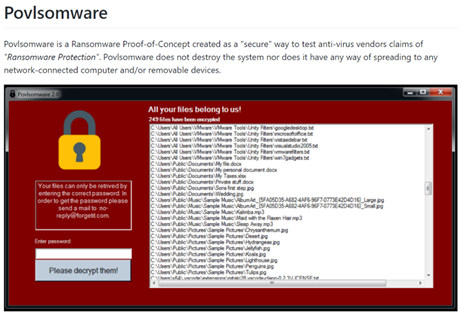 Povlsomware
Povlsomware is a Ransomware Proof-of-Concept created as a "secure" way to test anti-virus vendors claims of
"Ransomware Protection". Povlsomware does not destroy the system nor does it have any way of spreading to any
network-connected computer and/or removable devices.
Povlsomware 2.0
All your files belong to us!
249 files have been encrypted
C:\Users\All Users\VMware\VMware Tools\Unity Filters\googledesktop.txt
C:\Users\All Users\VMware\VMware Tools\Unity Filters\microsoftoffice.txt
C:\Users\All Users\VMware\VMware Tools\Unity Filters\vistasidebar.txt
C:\Users\All Users\VMware\VMware Tools\Unity Filters\visualstudio2005.txt
C:\Users\All Users\VMware\VMware Tools\Unity Filters\vmwarefilters.txt
C:\Users\All Users\VMware\VMware Tools\Unity Filters\win7gadgets.txt
C:\Users\Public\Documents\My file.docx
C:\Users\Public\Documents\My personal document.docx
C:\Users\Public\Documents\My Taxes.xlsx
C:\Users\Public\Documents\Private stuff.docx
C:\Users\Public\Documents\Sons first step.jpg
C:\Users\Public\Documents\Wedding.jpg
C:\Users\Public\Music\Sample Music\AlbumArt_{5FA05D35-A682-4AF6-96F7-0773E42D4D16}_Large.jpg
C:\Users\Public\Music\Sample Music\AlbumArt_{5FA05D35-A682-4AF6-96F7-0773E42D4D16}_Small.jpg
C:\Users\Public\Music\Sample Music\Kalimba.mp3
C:\Users\Public\Music\Sample Music\Maid with the Flaxen Hair.mp3
C:\Users\Public\Music\Sample Music\Sleep Away.mp3
C:\Users\Public\Pictures\Sample Pictures\Chrysanthemum.jpg
C:\Users\Public\Pictures\Sample Pictures\Desert.jpg
C:\Users\Public\Pictures\Sample Pictures\Hydrangeas.jpg
C:\Users\Public\Pictures\Sample Pictures\Jellyfish.jpg
C:\Users\Public\Pictures\Sample Pictures\Koala.jpg
C:\Users\Public\Pictures\Sample Pictures\Lighthouse.jpg
C:\Users\Public\Pictures\Sample Pictures\Penguins.jpg
C:\Users\Public\Pictures\Sample Pictures\Tulips.jpg
Your files can only be retrived by
entering the correct password. In
order to get the password please
send a mail to no-
reply@forgetit.com.
Enter password:
Please decrypt them!